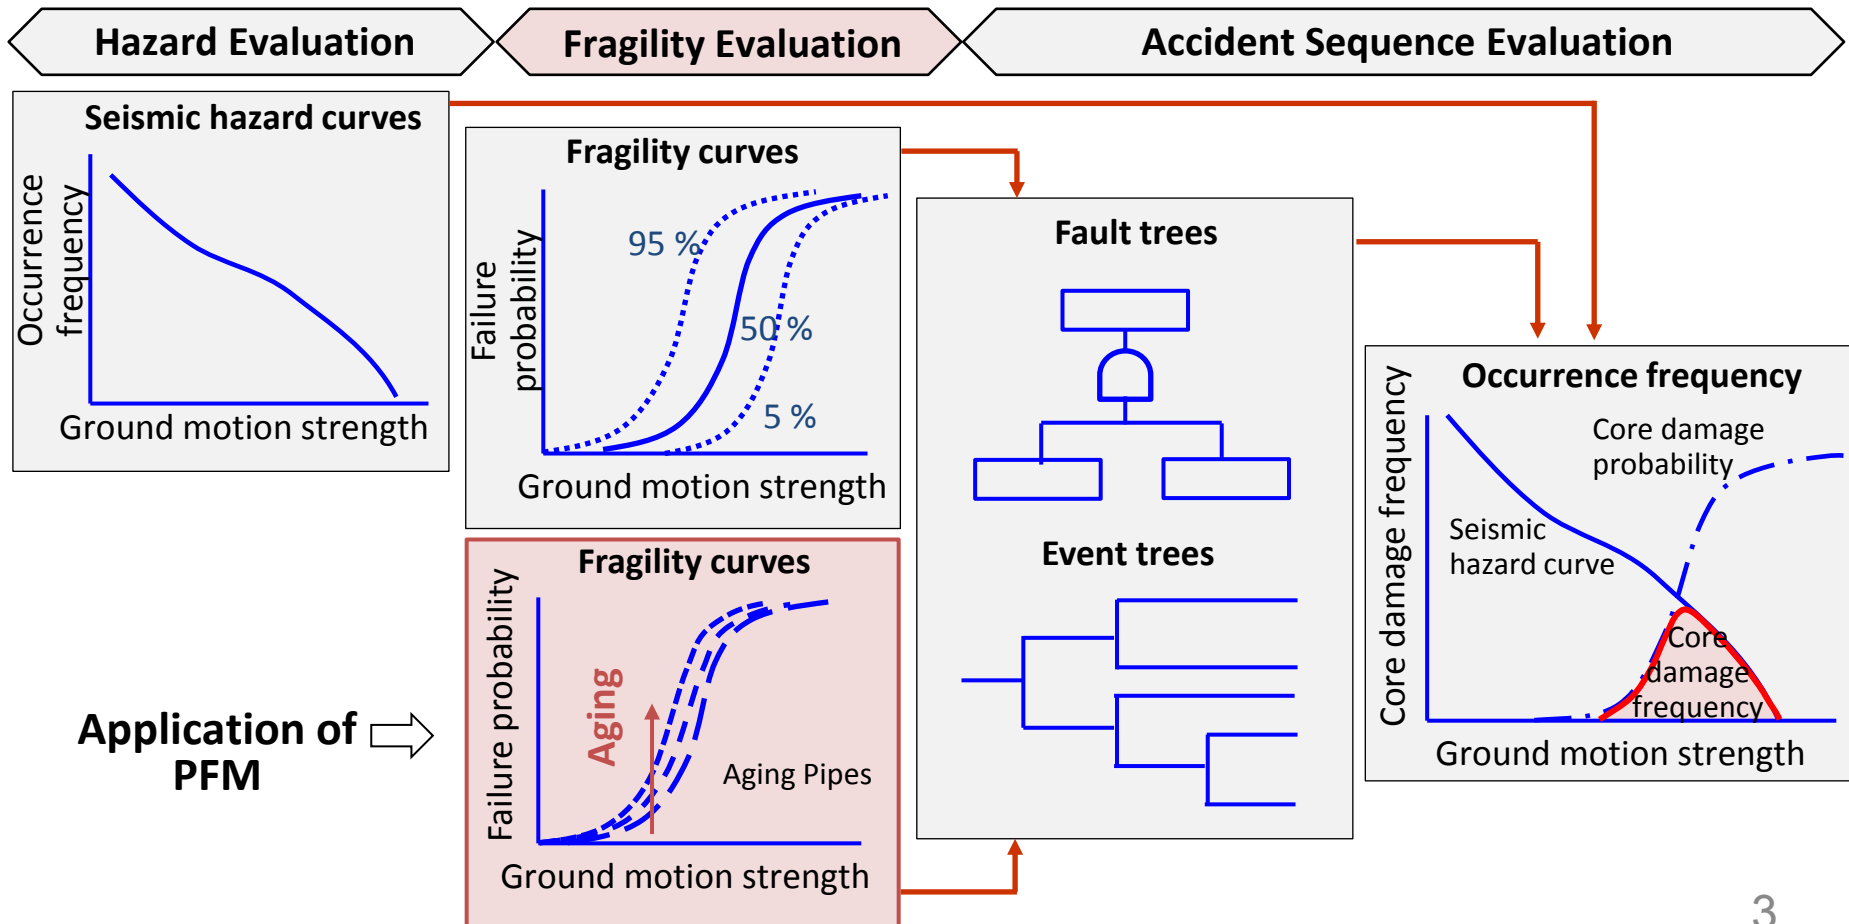 Hazard Evaluation
Fragility Evaluation
Accident Sequence Evaluation
Seismic hazard curves
Occurrence
frequency
Ground motion strength
Fragility curves
Failure
probability
95 %
50 %
5 %
Ground motion strength
Application of
PFM
Fragility curves
Failure probability
Aging
Aging Pipes
Ground motion strength
Fault trees
Event trees
Occurrence frequency
Core damage frequency
Core damage
probability
Seismic
hazard curve
Core
damage
frequency
Ground motion strength
3